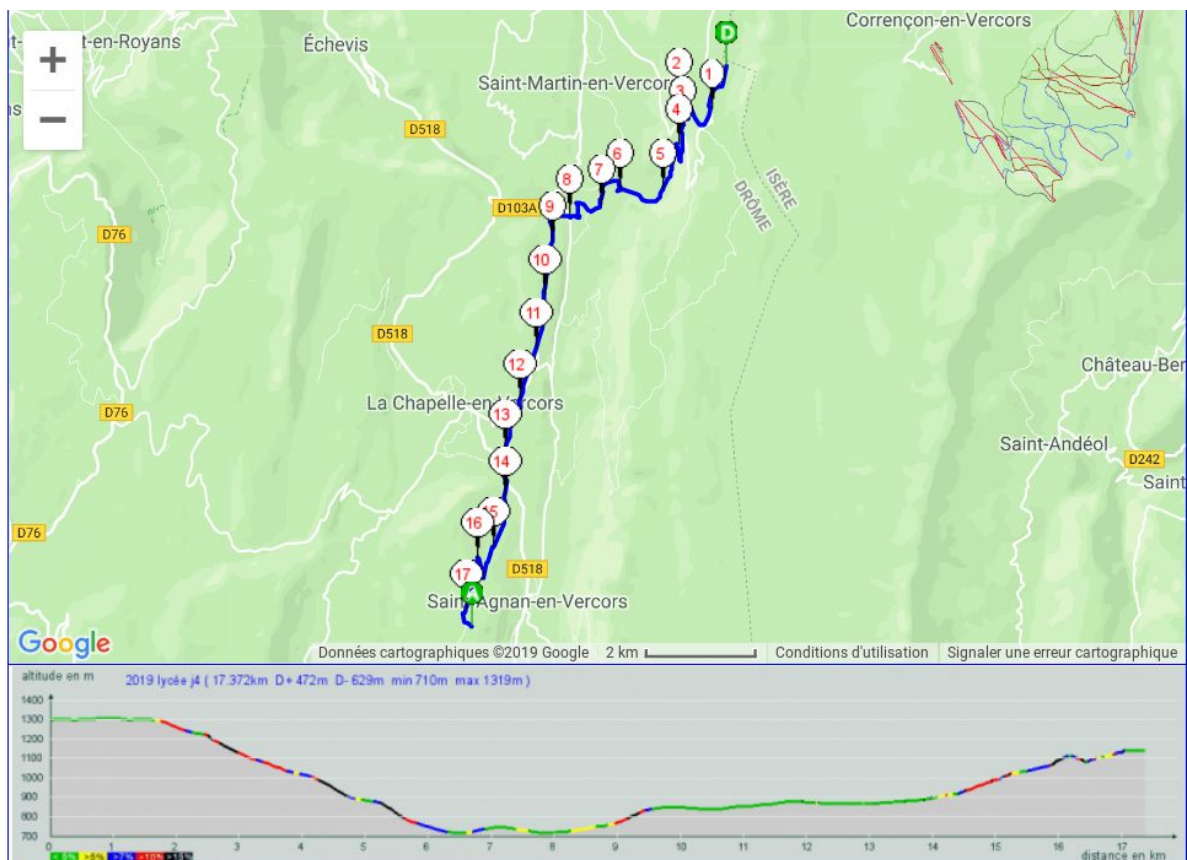 t-en-Royans
Échevis
Corrençon-en-Vercors
D
+
−
Saint-Martin-en-Vercors
2
1
3
4
D518
5
6
7
8
9
D103A
ISÈRE
DRÔME
D76
10
11
D518
12
Château-Ber
La Chapelle-en-Vercors
13
D76
Saint-Andéol
D242
14
Saint
15
16
D76
17
D518
A
Saint-Agnan-en-Vercors
Google
Données cartographiques ©2019 Google 2 km Conditions d'utilisation Signaler une erreur cartographique
altitude en m
2019 lycée j4 ( 17.372km D+ 472m D- 629m min 710m max 1319m )
1400
1300
1200
1100
1000
900
800
700
0 1 2 3 4 5 6 7 8 9 10 11 12 13 14 15 16 17
<5% >5% >7% >10% >15%
distance en km